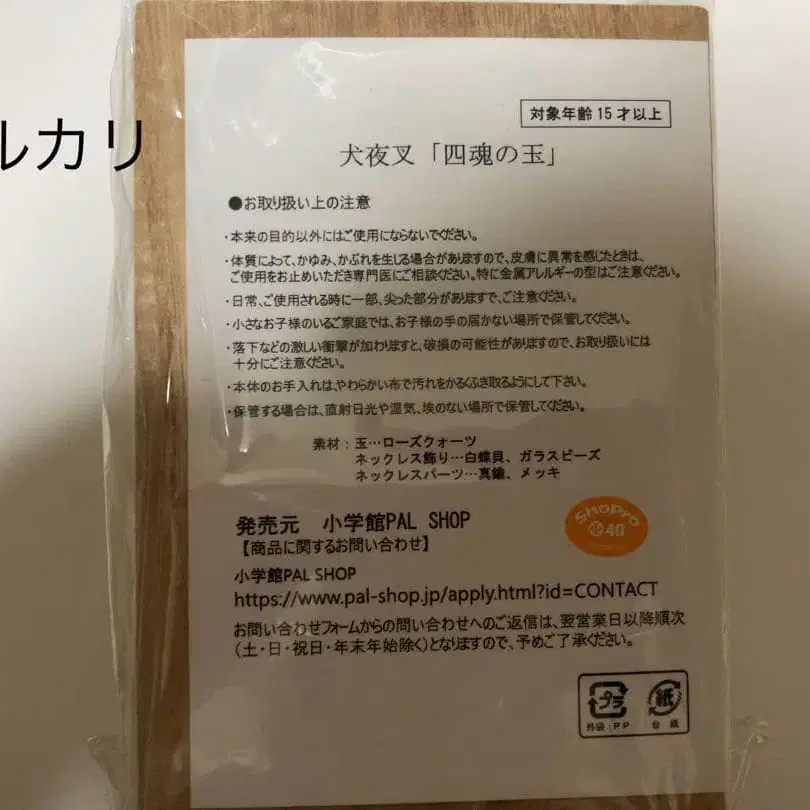 対象年齢15才以上
ルカリ
犬夜叉「四魂の玉」
●お取り扱い上の注意
・本来の目的以外にはご使用にならないでください。
・体質によって、かゆみ、かぶれを生じる場合がありますので、皮膚に異常を感じたときは、
ご使用をお止めいただき専門医にご相談ください。特に金属アレルギーの型はご注意ください。
・日常、ご使用される時に一部、尖った部分がありますで、ご注意ください。
・小さなお子様のいるご家庭では、お子様の手の届かない場所で保管してください。
・落下などの激しい衝撃が加わりますと、破損の可能性がありますので、お取り扱いには
十分にご注意ください。
・本体のお手入れは、やわらかい布で汚れをかるくふき取るようにして下さい。
・保管する場合は、直射日光や湿気、埃のない場所で保管してください。
素材：玉…ローズクォーツ
ネックレス飾り…白蝶貝、ガラスビーズ
ネックレスパーツ…真鍮、メッキ
発売元 小学館PAL SHOP
【商品に関するお問い合わせ】
ShoPro
40
小学館PAL SHOP
https://www.pal-shop.jp/apply.html?id=CONTACT
お問い合わせフォームからの問い合わせへのご返信は、翌営業日以降順次
（土・日・祝日・年末年始除く）となりますので、予めご了承ください。
プラ 紙
外袋：PP 台紙